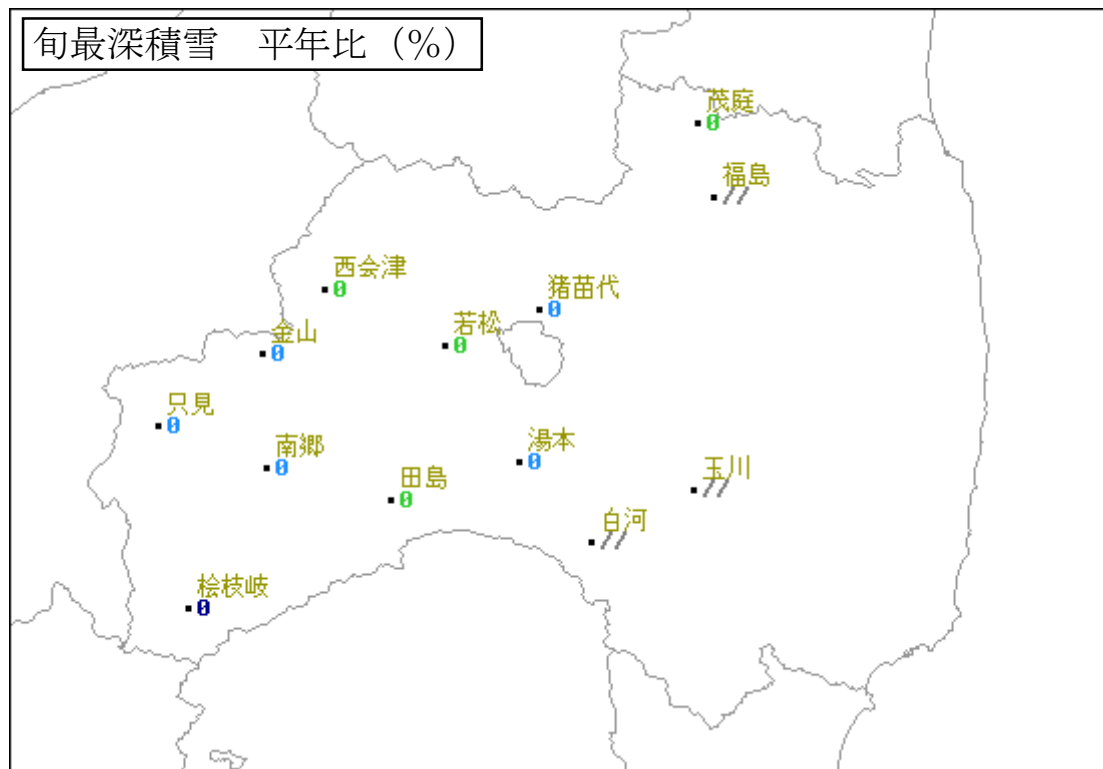 旬最深積雪　平年比（％）
茂庭
0
福島
//
西会津
0
猪苗代
0
金山
0
若松
0
只見
0
南郷
0
湯本
0
田島
0
玉川
//
白河
//
桧枝岐
0